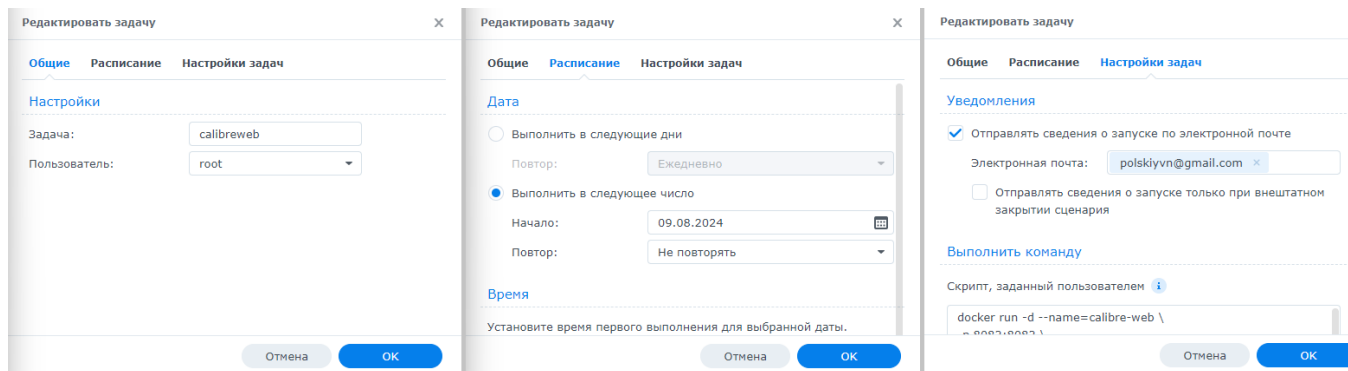 Редактировать задачу
Общие Расписание Настройки задач
Настройки
Задача: calibreweb
Пользователь: root
Отмена OK
Редактировать задачу
Общие Расписание Настройки задач
Дата
Выполнить в следующие дни
Повтор: Ежедневно
Выполнить в следующее число
Начало: 09.08.2024
Повтор: Не повторять
Время
Установите время первого выполнения для выбранной даты.
Отмена OK
Редактировать задачу
Общие Расписание Настройки задач
Уведомления
Отправлять сведения о запуске по электронной почте
Электронная почта: polskiyvn@gmail.com ×
Отправлять сведения о запуске только при внештатном
закрытии сценария
Выполнить команду
Скрипт, заданный пользователем i
docker run -d --name=calibre-web \
Отмена OK